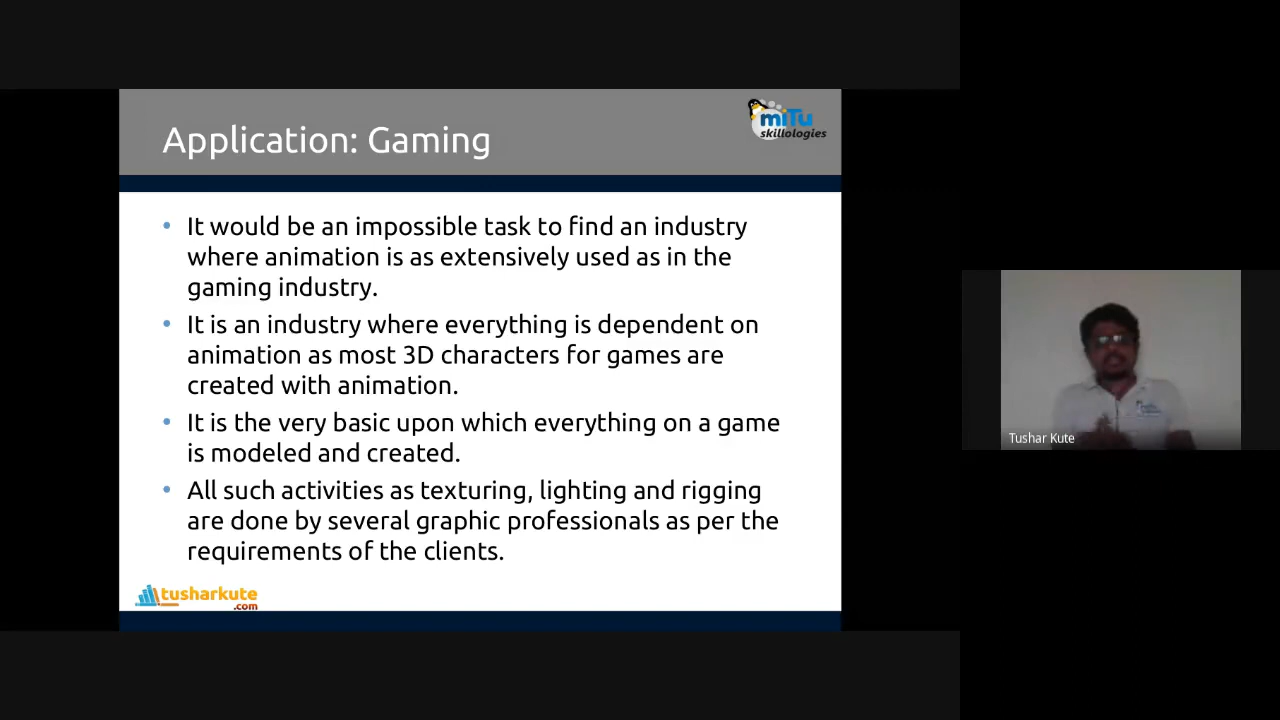 miTu
skillologies
Application: Gaming
• It would be an impossible task to find an industry
where animation is as extensively used as in the
gaming industry.
• It is an industry where everything is dependent on
animation as most 3D characters for games are
created with animation.
• It is the very basic upon which everything on a game
is modeled and created.
• All such activities as texturing, lighting and rigging
are done by several graphic professionals as per the
requirements of the clients.
tusharkute
.com
Tushar Kute